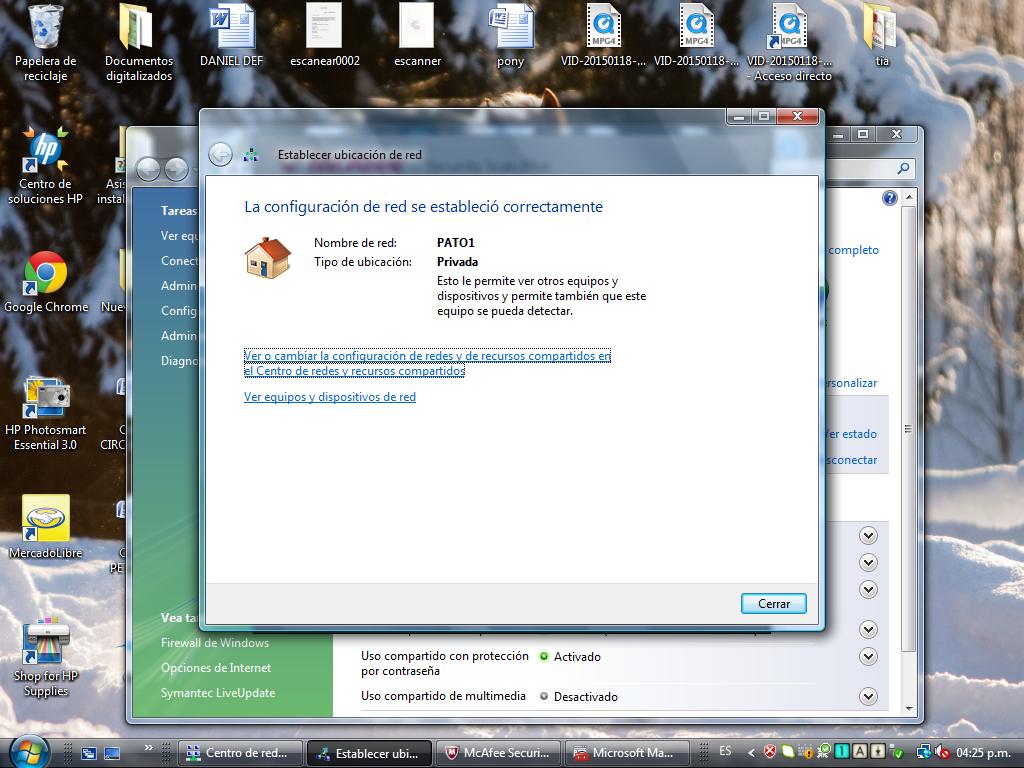 Papelera de
reciclaje
Documentos
digitalizados
DANIEL DEF
escanear0002
escanner
pony
VID-20150118-...
VID-20150118-...
VID-20150118-...
- Acceso directo
tia
MPG4
MPG4
MPG4
hp
Centro de
soluciones HP
Asis
instal
Google Chrome
Nuev
HP Photosmart
Essential 3.0
C
CIRC
MercadoLibre
PE
Shop for HP
Supplies
Establecer ubicación de red
La configuración de red se estableció correctamente
Nombre de red: PATO1
Tipo de ubicación: Privada
Esto le permite ver otros equipos y
dispositivos y permite también que este
equipo se pueda detectar.
Ver o cambiar la configuración de redes y de recursos compartidos en
el Centro de redes y recursos compartidos
Ver equipos y dispositivos de red
Cerrar
Tareas
Ver equ
Conect
Admin
Config
Admin
Diagno
completo
ersonalizar
Ver estado
sconectar
Vea ta
Firewall de Windows
Opciones de Internet
Symantec LiveUpdate
Uso compartido con protección Activado
por contraseña
Uso compartido de multimedia Desactivado
Centro de red...
Establecer ubi...
McAfee Securi...
Microsoft Ma...
ES
1
A
04:25 p.m.